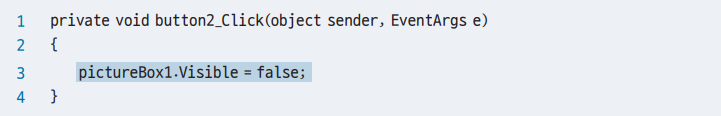 1 private void button2_Click(object sender, EventArgs e)
2 {
3 pictureBox1.Visible = false;
4 }